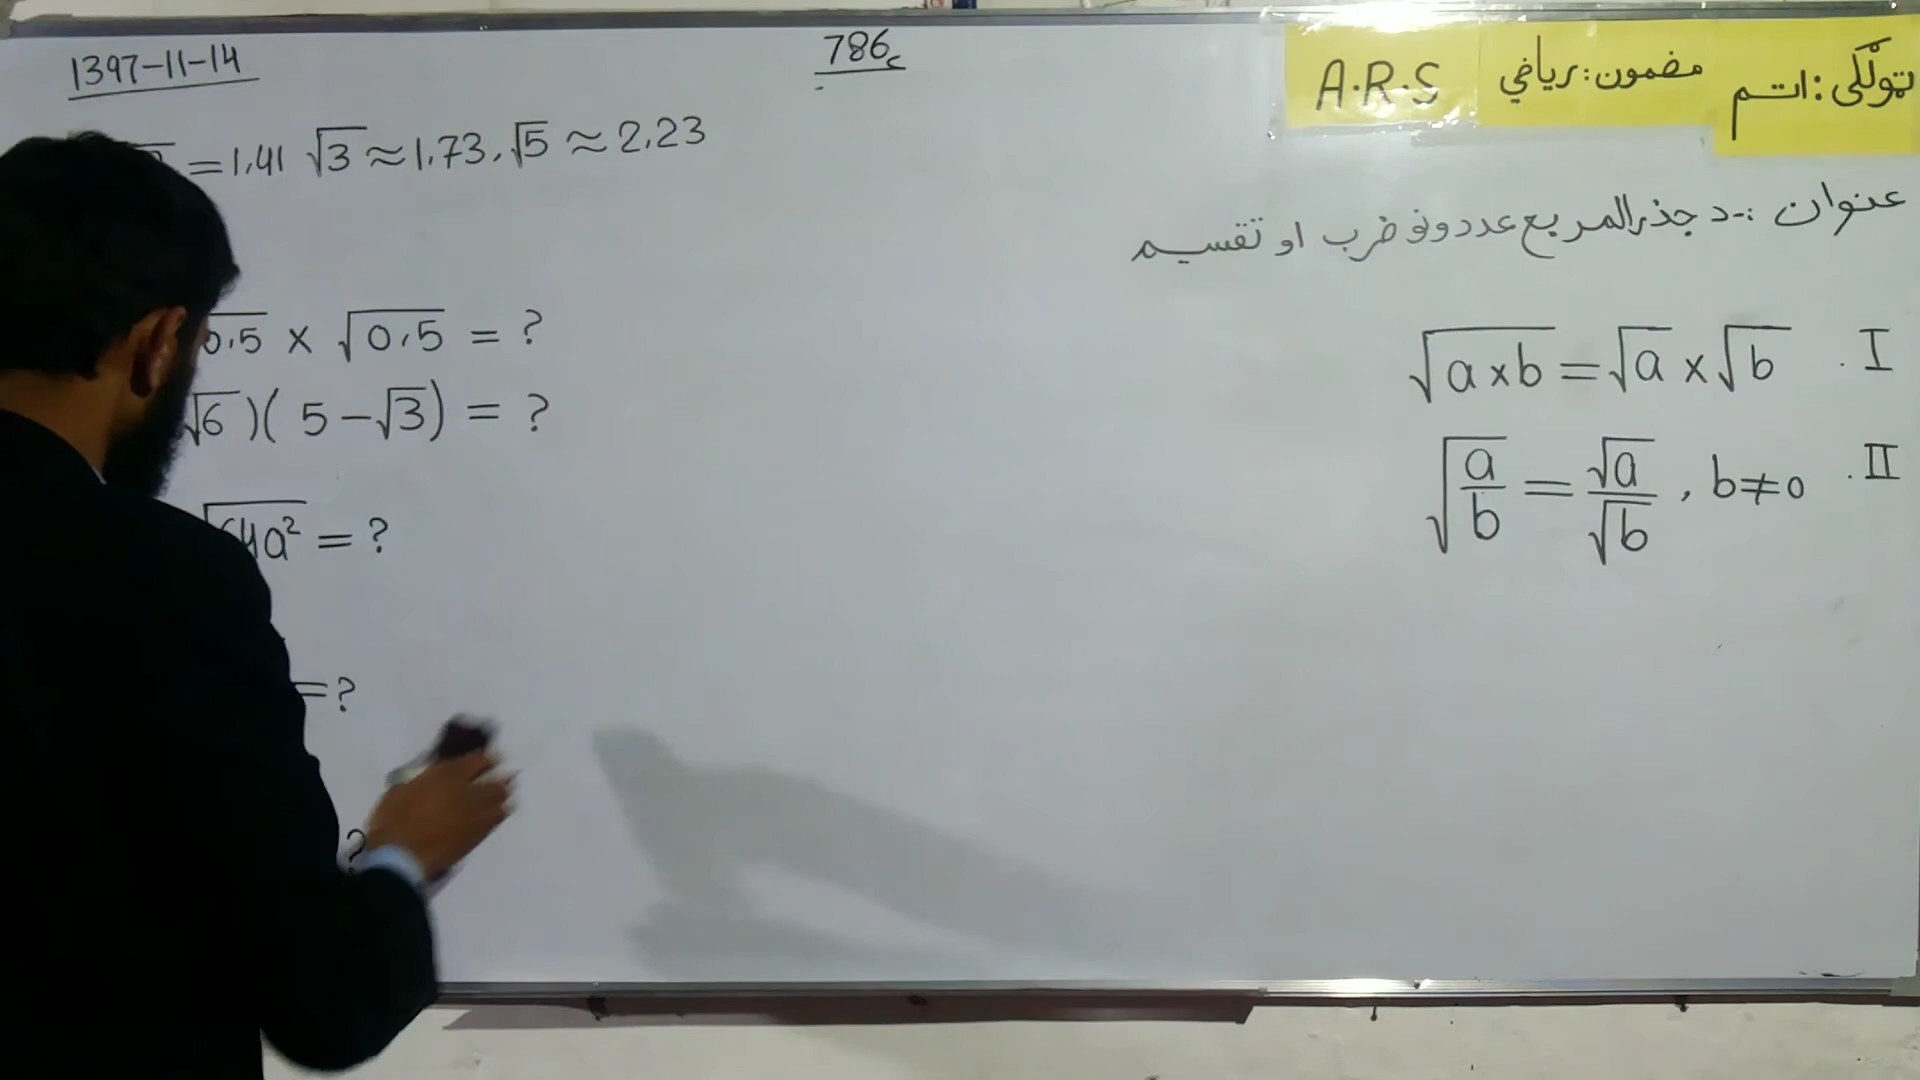 1397-11-14
786
A.R.S
مضمون: رياضي
ټولګی: اتم
= 1.41 √3 ≈ 1.73, √5 ≈ 2.23
عنوان :- د جذرالمربع عددونو ضرب او تقسیم
√0.5 × √0.5 = ?
√6)(5-√3) = ?
√64a² = ?
= ?
?
√a×b = √a × √b . I
√a/b = √a/√b , b≠0 . II